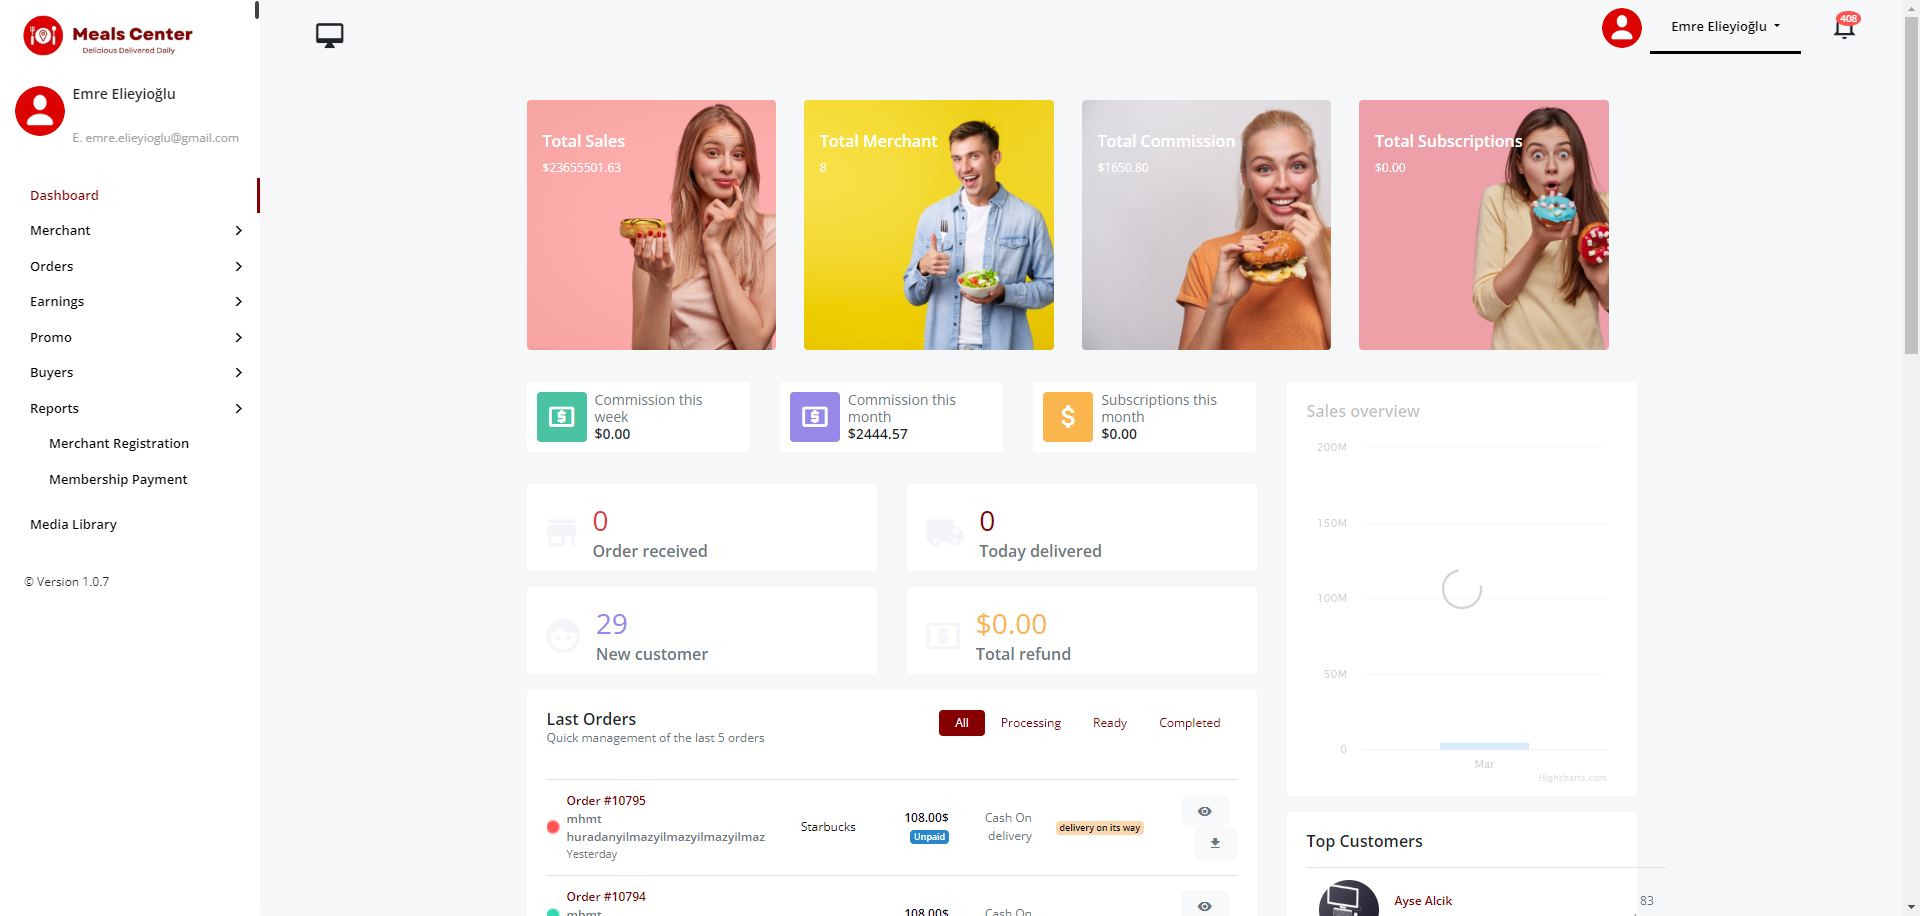 Meals Center
Delicious Delivered Daily
Emre Elieyioğlu
E. emre.elieyioglu@gmail.com
Dashboard
Merchant
Orders
Earnings
Promo
Buyers
Reports
Merchant Registration
Membership Payment
Media Library
© Version 1.0.7
Emre Elieyioğlu
408
Total Sales
$23655501.63
Total Merchant
8
Total Commission
$1650.80
Total Subscriptions
$0.00
Commission this
week
$0.00
Commission this
month
$2444.57
Subscriptions this
month
$0.00
0
Order received
0
Today delivered
29
New customer
$0.00
Total refund
Sales overview
200M
150M
100M
50M
0
Mar
Highcharts.com
Last Orders
Quick management of the last 5 orders
All
Processing
Ready
Completed
Order #10795
mhmt
huradanyilmazyilmazyilmazyilmaz
Yesterday
Starbucks
108.00$
Unpaid
Cash On
delivery
delivery on its way
Order #10794
mhmt
108.00$
Cash On
Top Customers
Ayse Alcik
83